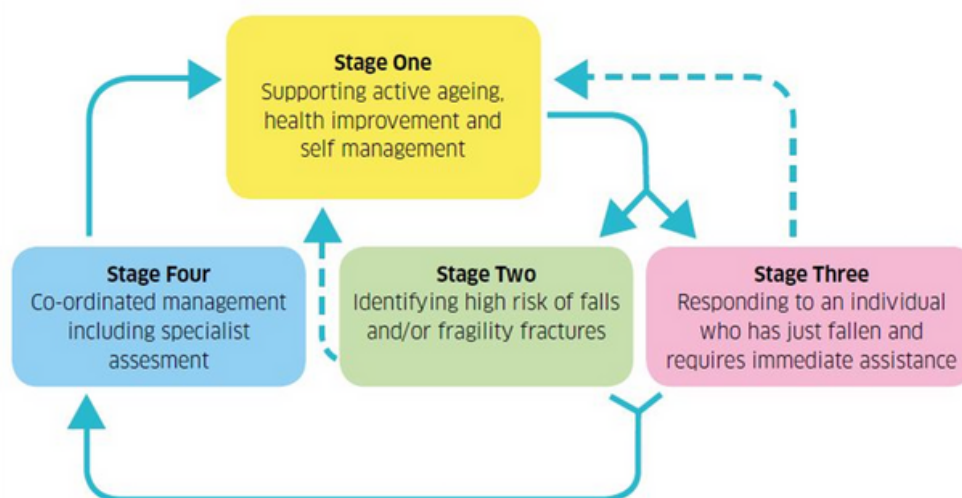 Stage One
Supporting active ageing,
health improvement and
self management
Stage Four
Co-ordinated management
including specialist
assesment
Stage Two
Identifying high risk of falls
and/or fragility fractures
Stage Three
Responding to an individual
who has just fallen and
requires immediate assistance